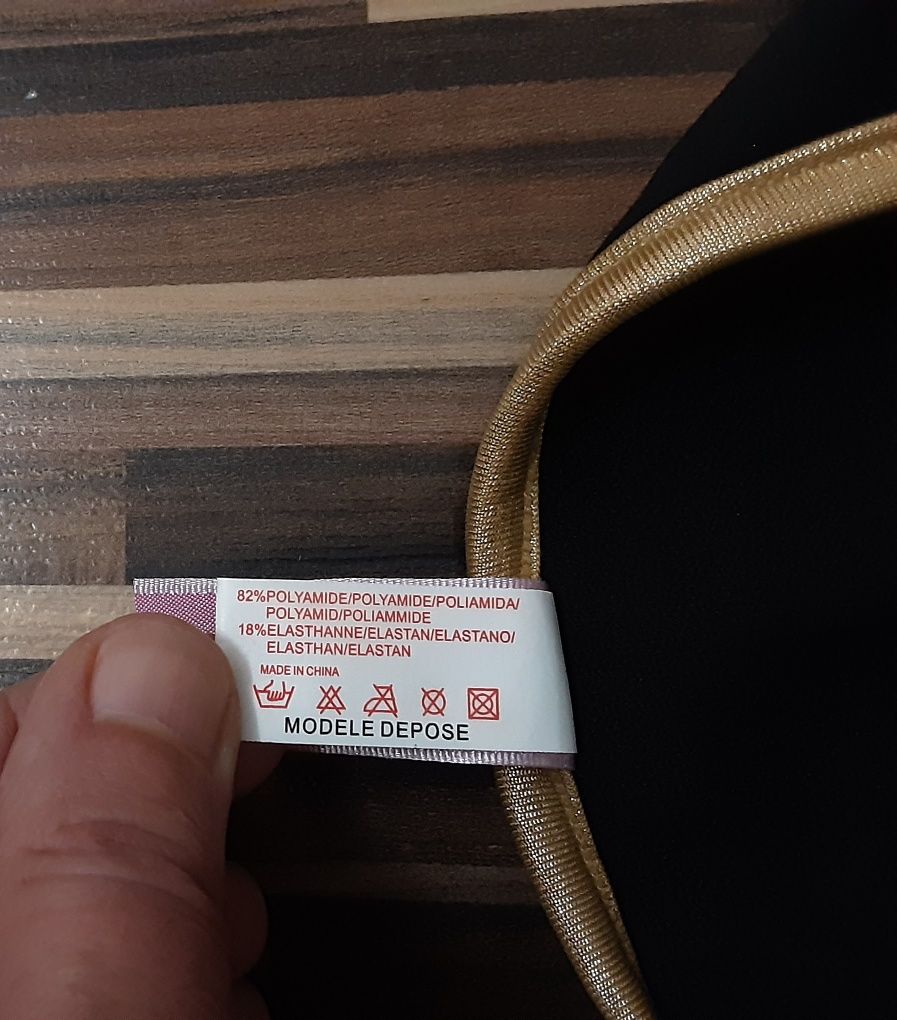 82%POLYAMIDE/POLYAMIDE/POLIAMIDA/
POLYAMID/POLIAMMIDE
18%ELASTHANNE/ELASTAN/ELASTANO/
ELASTHAN/ELASTAN
MADE IN CHINA
MODELE DEPOSE